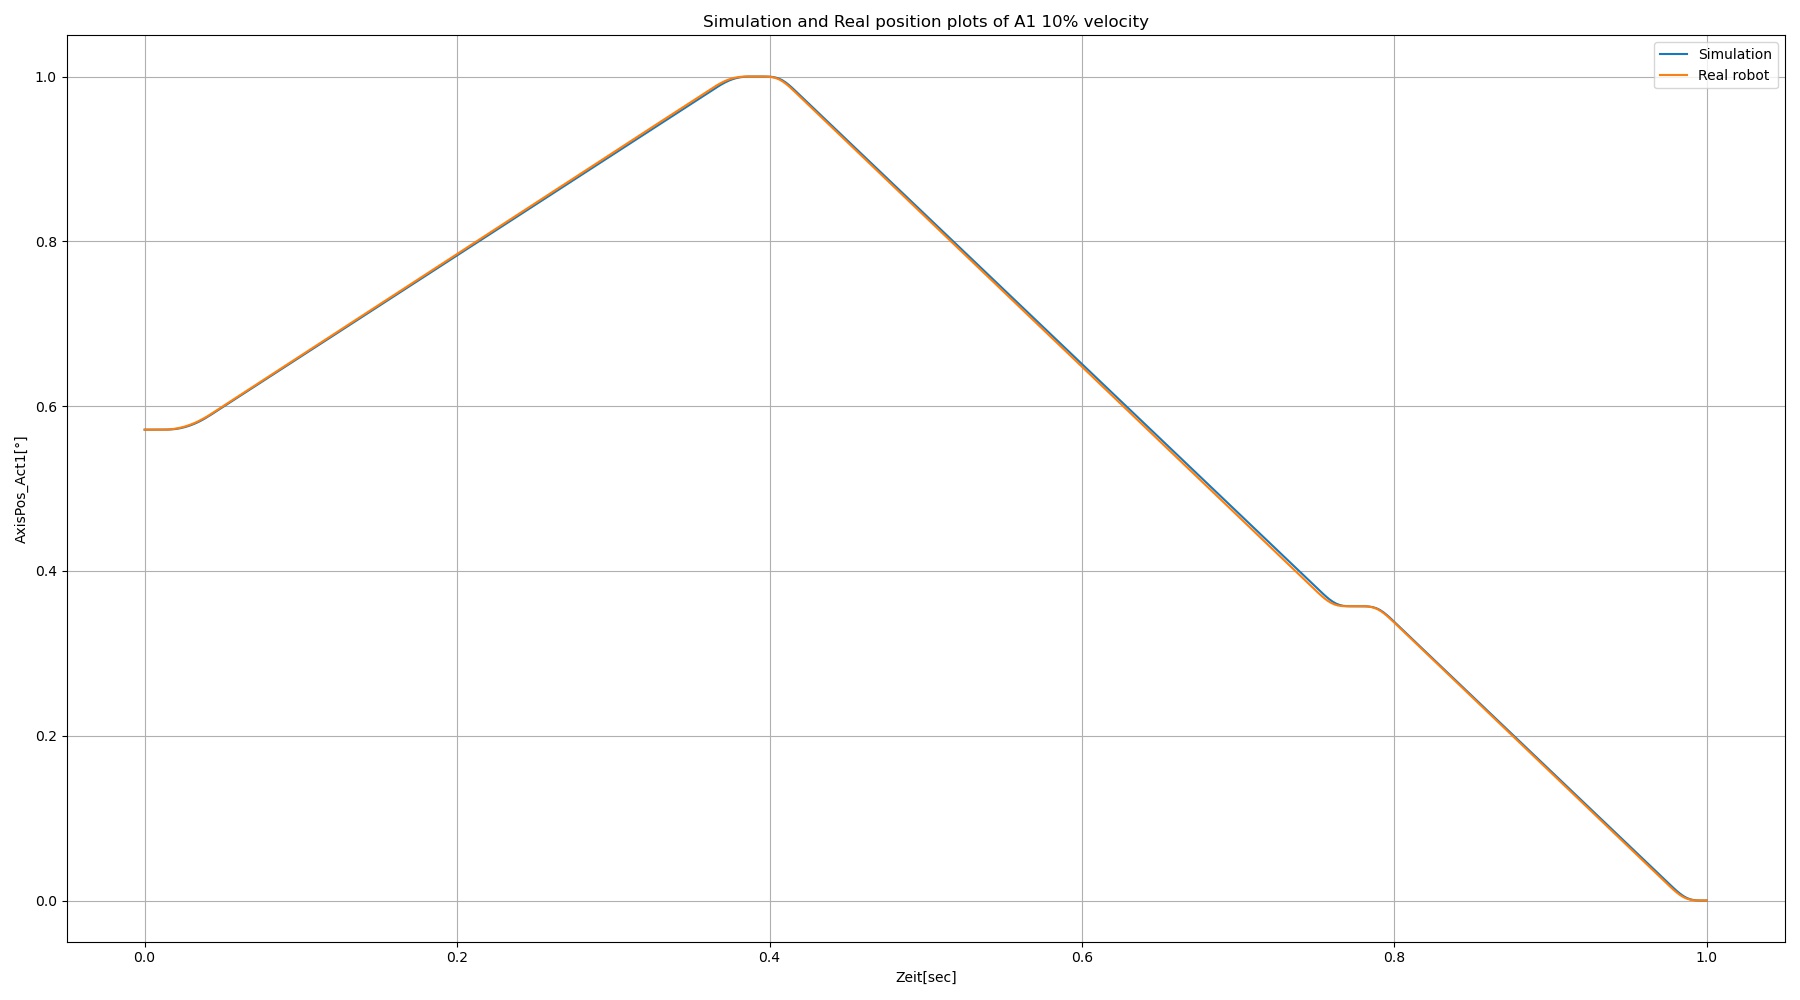 Simulation and Real position plots of A1 10% velocity
Simulation
Real robot
AxisPos_Act1[°]
1.0
0.8
0.6
0.4
0.2
0.0
0.0 0.2 0.4 0.6 0.8 1.0
Zeit[sec]